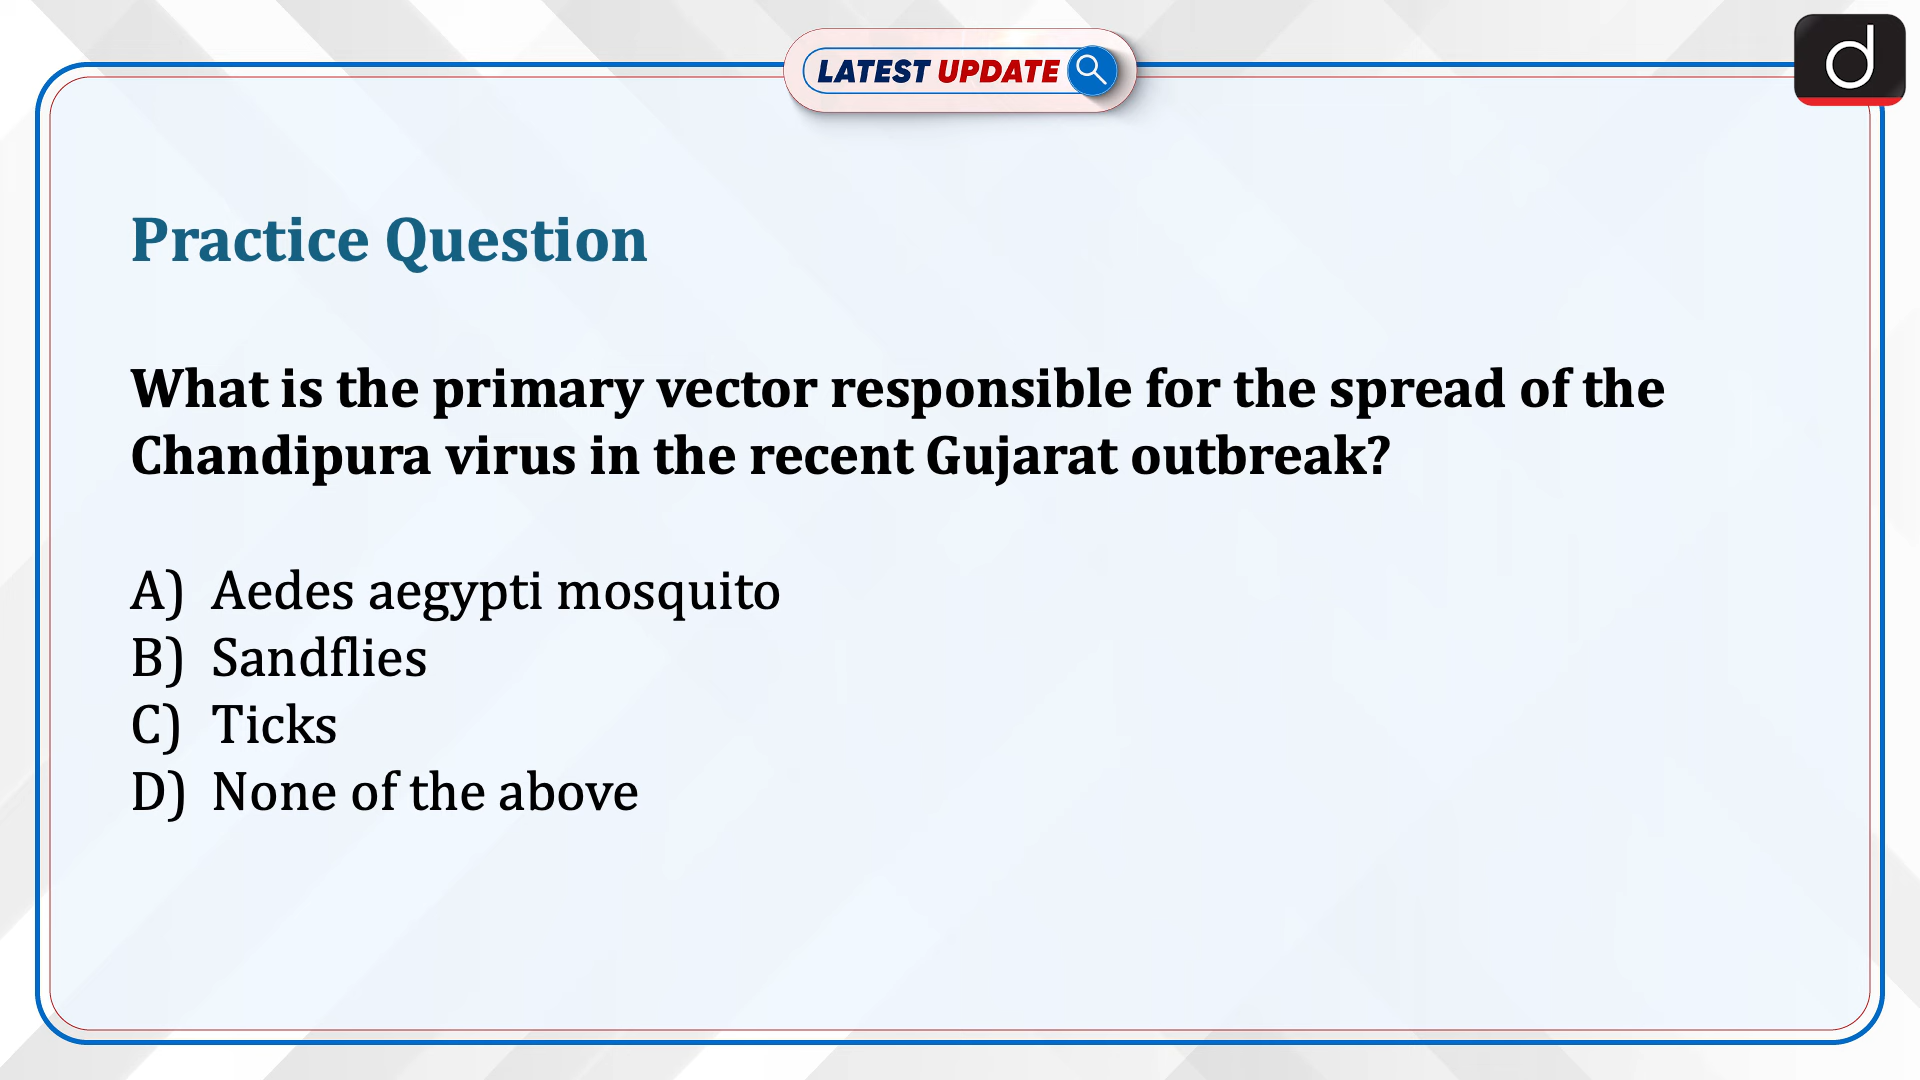 LATEST UPDATE
d
Practice Question
What is the primary vector responsible for the spread of the
Chandipura virus in the recent Gujarat outbreak?
A) Aedes aegypti mosquito
B) Sandflies
C) Ticks
D) None of the above